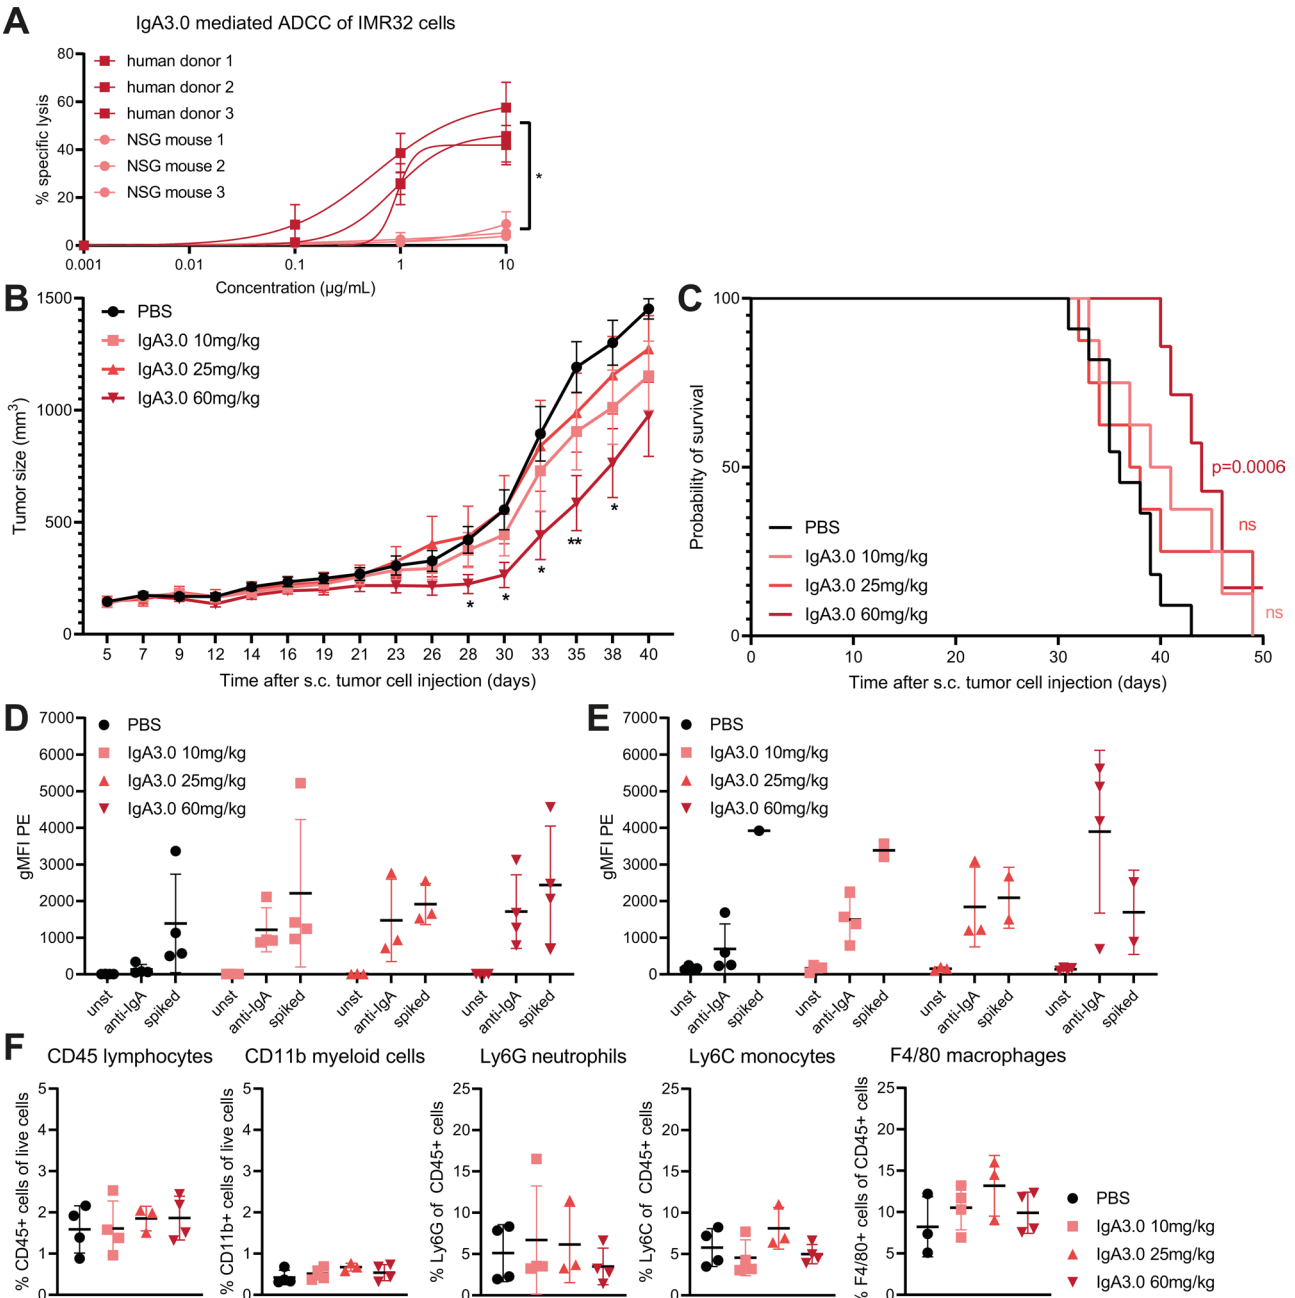 A
IgA3.0 mediated ADCC of IMR32 cells
% specific lysis
80
60
40
20
0
human donor 1
human donor 2
human donor 3
NSG mouse 1
NSG mouse 2
NSG mouse 3
*
0.001 0.01 0.1 1 10
Concentration (µg/mL)
B
Tumor size (mm³)
1500
1000
500
0
PBS
IgA3.0 10mg/kg
IgA3.0 25mg/kg
IgA3.0 60mg/kg
* * * ** *
5 7 9 12 14 16 19 21 23 26 28 30 33 35 38 40
Time after s.c. tumor cell injection (days)
C
Probability of survival
100
50
0
p=0.0006
ns
ns
PBS
IgA3.0 10mg/kg
IgA3.0 25mg/kg
IgA3.0 60mg/kg
0 10 20 30 40 50
Time after s.c. tumor cell injection (days)
D
gMFI PE
7000
6000
5000
4000
3000
2000
1000
0
PBS
IgA3.0 10mg/kg
IgA3.0 25mg/kg
IgA3.0 60mg/kg
unst anti-IgA spiked unst anti-IgA spiked unst anti-IgA spiked unst anti-IgA spiked
E
gMFI PE
7000
6000
5000
4000
3000
2000
1000
0
PBS
IgA3.0 10mg/kg
IgA3.0 25mg/kg
IgA3.0 60mg/kg
unst anti-IgA spiked unst anti-IgA spiked unst anti-IgA spiked unst anti-IgA spiked
F
CD45 lymphocytes
% CD45+ cells of live cells
5
4
3
2
1
0
CD11b myeloid cells
% CD11b+ cells of live cells
5
4
3
2
1
0
Ly6G neutrophils
% Ly6G of CD45+ cells
25
20
15
10
5
0
Ly6C monocytes
% Ly6C of CD45+ cells
25
20
15
10
5
0
F4/80 macrophages
% F4/80+ cells of CD45+ cells
25
20
15
10
5
0
PBS
IgA3.0 10mg/kg
IgA3.0 25mg/kg
IgA3.0 60mg/kg